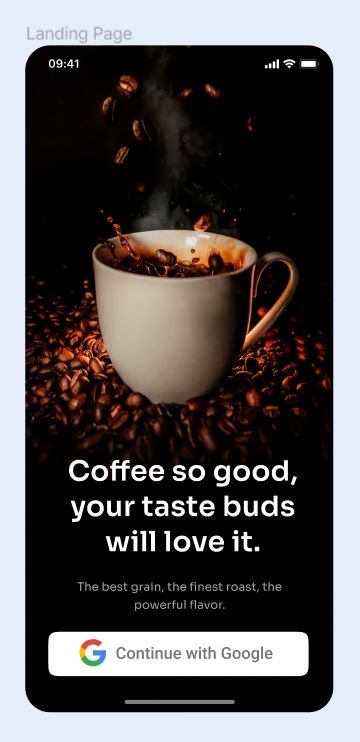 Landing Page
09:41
Coffee so good,
your taste buds
will love it.
The best grain, the finest roast, the
powerful flavor.
Continue with Google